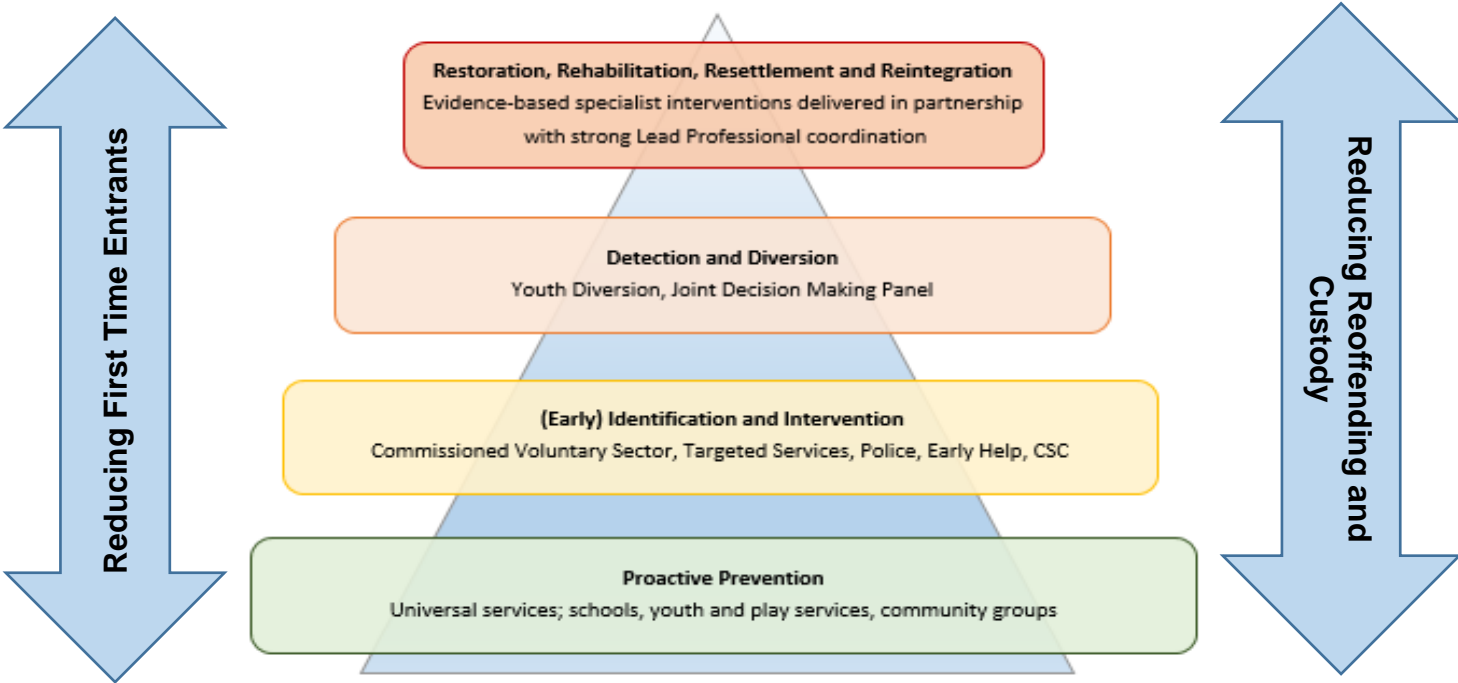 Reducing First Time Entrants
Restoration, Rehabilitation, Resettlement and Reintegration
Evidence-based specialist interventions delivered in partnership
with strong Lead Professional coordination
Detection and Diversion
Youth Diversion, Joint Decision Making Panel
(Early) Identification and Intervention
Commissioned Voluntary Sector, Targeted Services, Police, Early Help, CSC
Proactive Prevention
Universal services; schools, youth and play services, community groups
Reducing Reoffending and
Custody